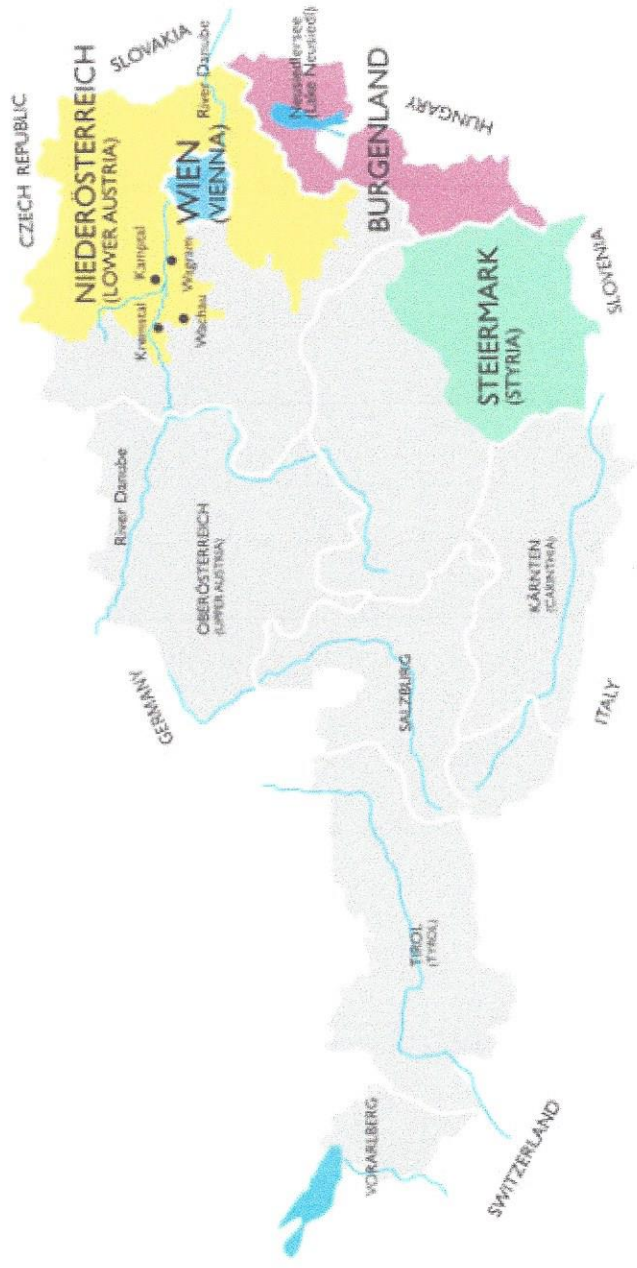 CZECH REPUBLIC
SLOVAKIA
NIEDERÖSTERREICH
(LOWER AUSTRIA)
Kamptal
Kremstal
Wagram
Wachau
WIEN
(VIENNA)
River Danube
Neusiedlersee
(Lake Neusiedl)
BURGENLAND
HUNGARY
STEIERMARK
(STYRIA)
SLOVENIA
River Danube
OBERÖSTERREICH
(UPPER AUSTRIA)
GERMANY
SALZBURG
KÄRNTEN
(CARINTHIA)
ITALY
TIROL
(TYROL)
VORARLBERG
SWITZERLAND